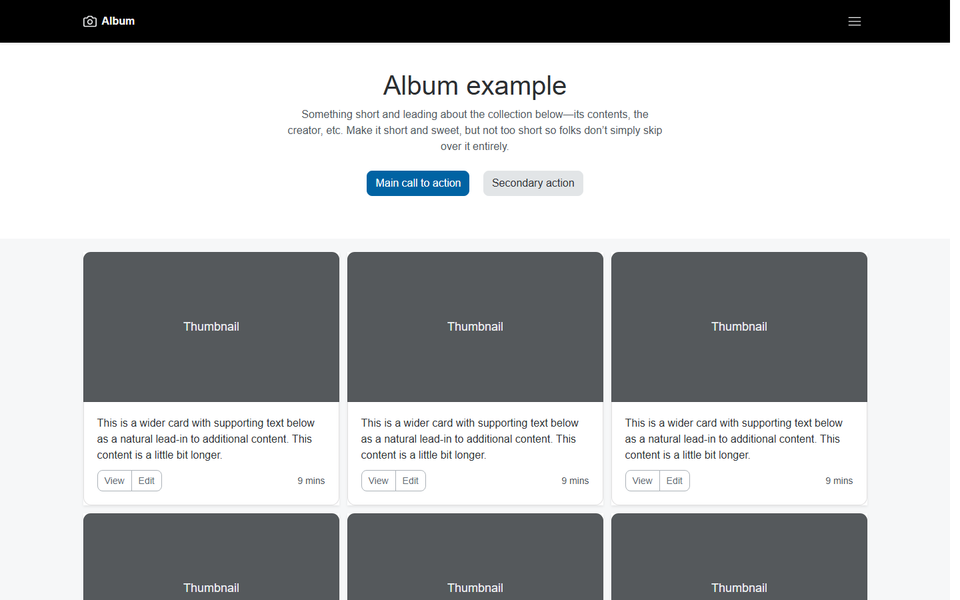 Album
Album example
Something short and leading about the collection below—its contents, the
creator, etc. Make it short and sweet, but not too short so folks don’t simply skip
over it entirely.
Main call to action
Secondary action
Thumbnail
Thumbnail
Thumbnail
This is a wider card with supporting text below
as a natural lead-in to additional content. This
content is a little bit longer.
View
Edit
9 mins
This is a wider card with supporting text below
as a natural lead-in to additional content. This
content is a little bit longer.
View
Edit
9 mins
This is a wider card with supporting text below
as a natural lead-in to additional content. This
content is a little bit longer.
View
Edit
9 mins
Thumbnail
Thumbnail
Thumbnail